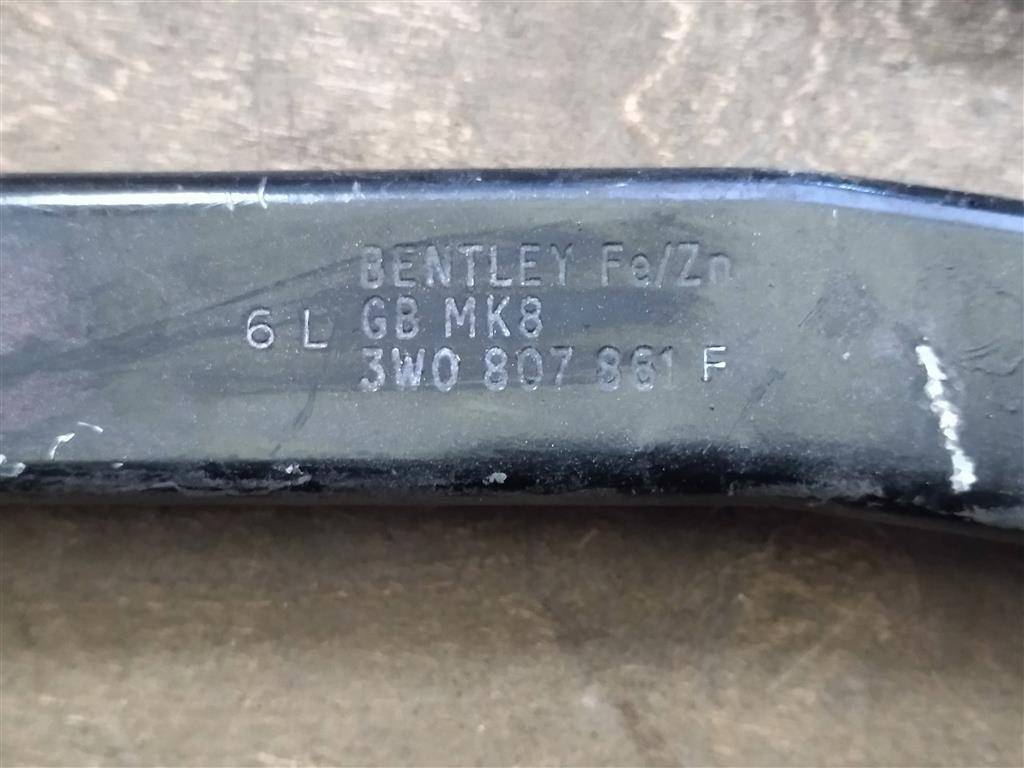 BENTLEY Fe/Zn
6 L GB MK8
3W0 807 861 F